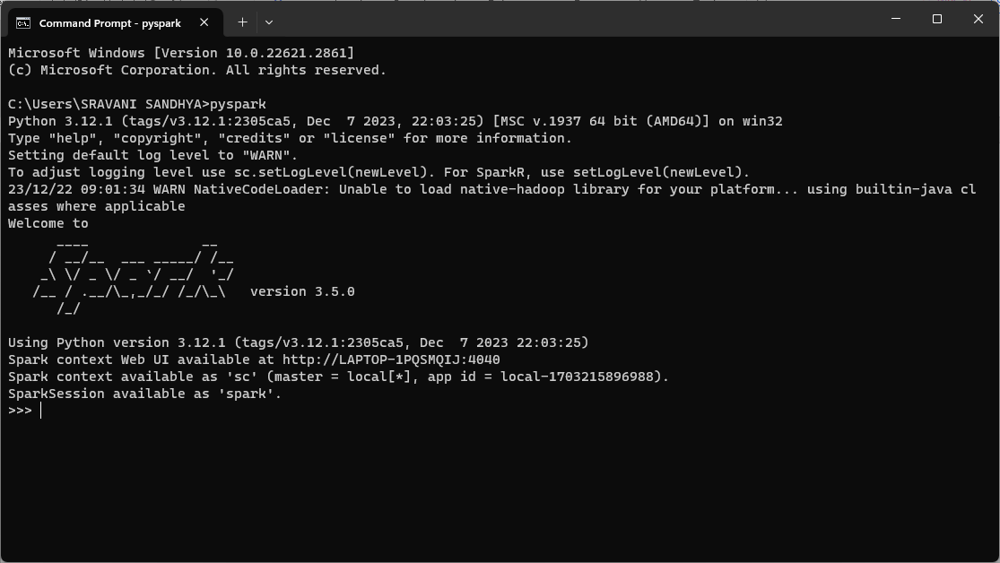 Command Prompt - pyspark
Microsoft Windows [Version 10.0.22621.2861]
(c) Microsoft Corporation. All rights reserved.
C:\Users\SRAVANI SANDHYA>pyspark
Python 3.12.1 (tags/v3.12.1:2305ca5, Dec  7 2023, 22:03:25) [MSC v.1937 64 bit (AMD64)] on win32
Type "help", "copyright", "credits" or "license" for more information.
Setting default log level to "WARN".
To adjust logging level use sc.setLogLevel(newLevel). For SparkR, use setLogLevel(newLevel).
23/12/22 09:01:34 WARN NativeCodeLoader: Unable to load native-hadoop library for your platform... using builtin-java cl
asses where applicable
Welcome to
      ____              __
     / __/__  ___ _____/ /__
    _\ \/ _ \/ _ `/ __/  '_/
   /__ / .__/\_,_/_/ /_/\_\   version 3.5.0
      /_/
Using Python version 3.12.1 (tags/v3.12.1:2305ca5, Dec  7 2023 22:03:25)
Spark context Web UI available at http://LAPTOP-1PQSMQIJ:4040
Spark context available as 'sc' (master = local[*], app id = local-1703215896988).
SparkSession available as 'spark'.
>>>